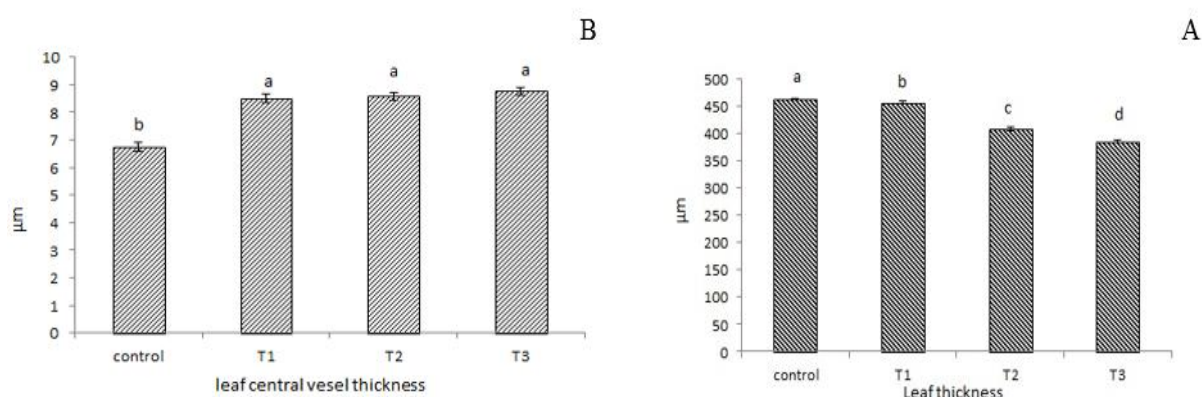 B
10
9
8
7
6
5
4
3
2
1
0
µm
b
a
a
a
control T1 T2 T3
leaf central vesel thickness
A
500
450
400
350
300
250
200
150
100
50
0
µm
a
b
c
d
control T1 T2 T3
Leaf thickness